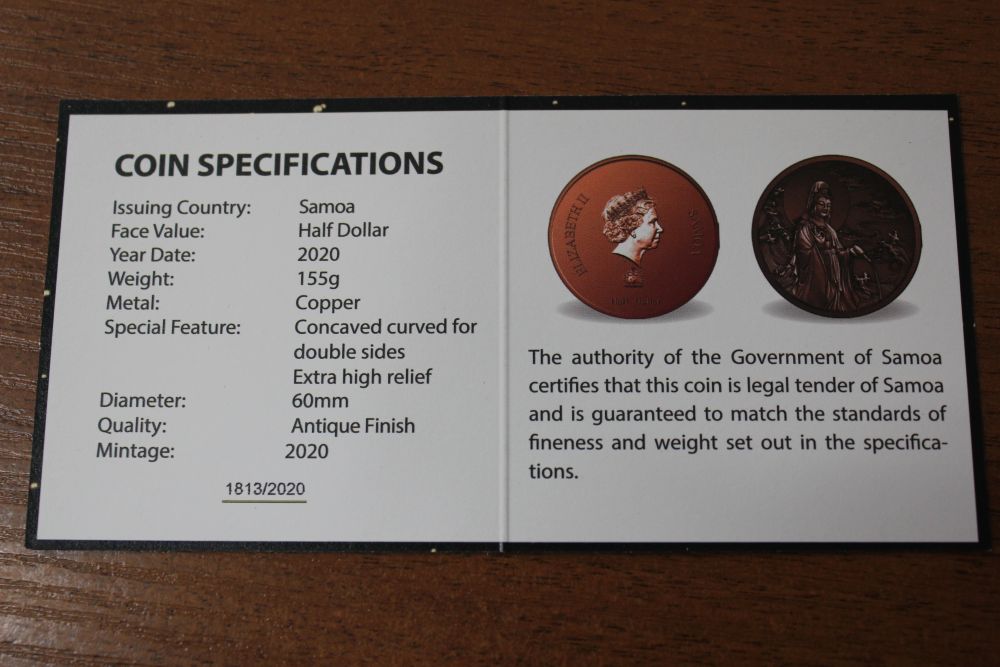 COIN SPECIFICATIONS
Issuing Country: Samoa
Face Value: Half Dollar
Year Date: 2020
Weight: 155g
Metal: Copper
Special Feature: Concaved curved for
double sides
Extra high relief
Diameter: 60mm
Quality: Antique Finish
Mintage: 2020
1813/2020
ELIZABETH II
SAMOA
Half Dollar
The authority of the Government of Samoa
certifies that this coin is legal tender of Samoa
and is guaranteed to match the standards of
fineness and weight set out in the specifica-
tions.